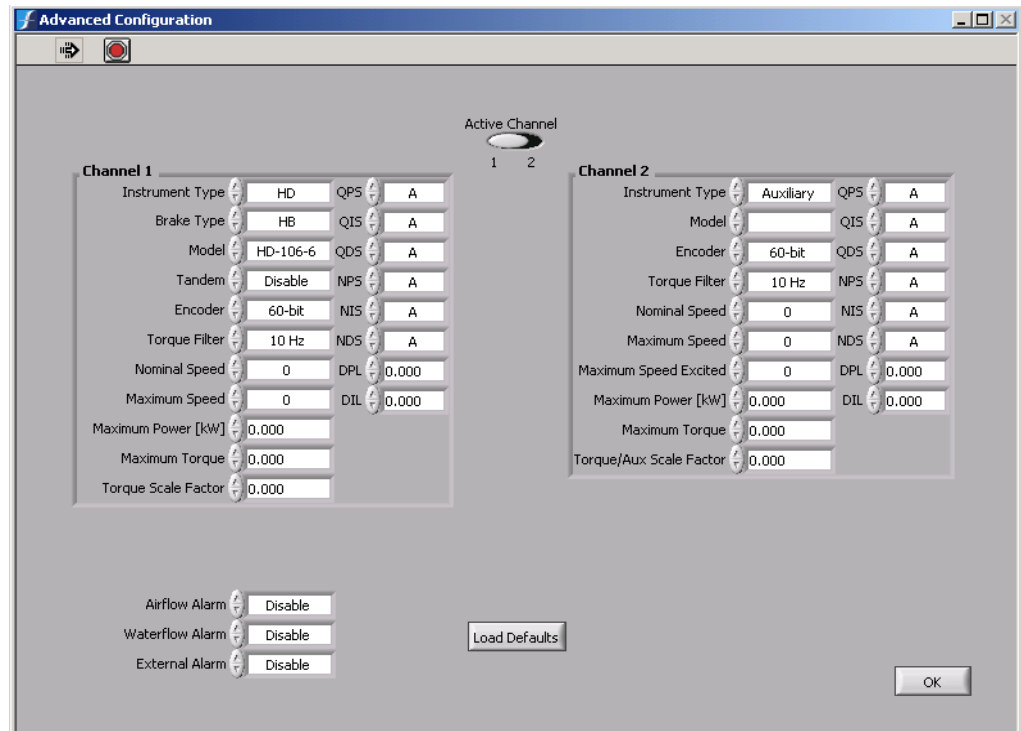 Advanced Configuration
Active Channel
1 2
Channel 1
Instrument Type HD QPS A
Brake Type HB QIS A
Model HD-106-6 QDS A
Tandem Disable NPS A
Encoder 60-bit NIS A
Torque Filter 10 Hz NDS A
Nominal Speed 0 DPL 0.000
Maximum Speed 0 DIL 0.000
Maximum Power [kW] 0.000
Maximum Torque 0.000
Torque Scale Factor 0.000
Channel 2
Instrument Type Auxiliary QPS A
Model QIS A
Encoder 60-bit QDS A
Torque Filter 10 Hz NPS A
Nominal Speed 0 NIS A
Maximum Speed 0 NDS A
Maximum Speed Excited 0 DPL 0.000
Maximum Power [kW] 0.000 DIL 0.000
Maximum Torque 0.000
Torque/Aux Scale Factor 0.000
Airflow Alarm Disable
Waterflow Alarm Disable
External Alarm Disable
Load Defaults
OK